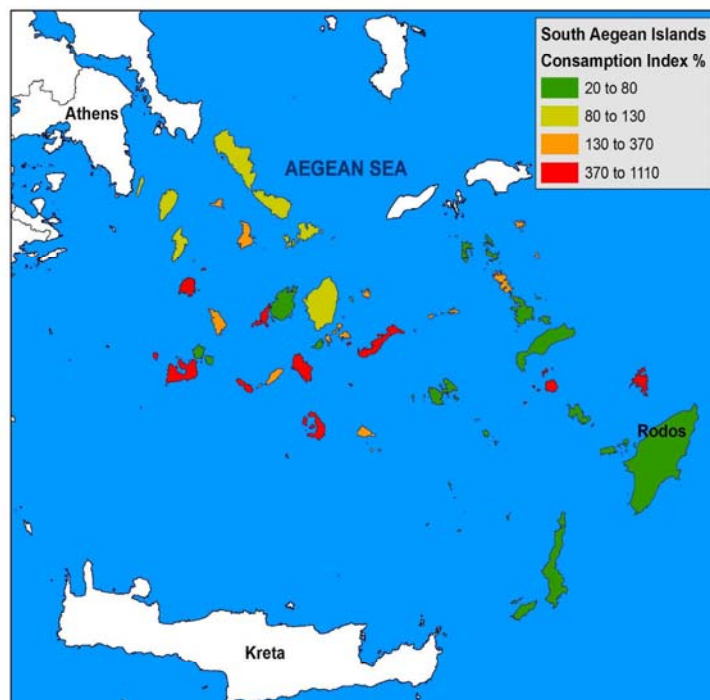 South Aegean Islands
Consamption Index %
20 to 80
80 to 130
130 to 370
370 to 1110
Athens
AEGEAN SEA
Rodos
Kreta